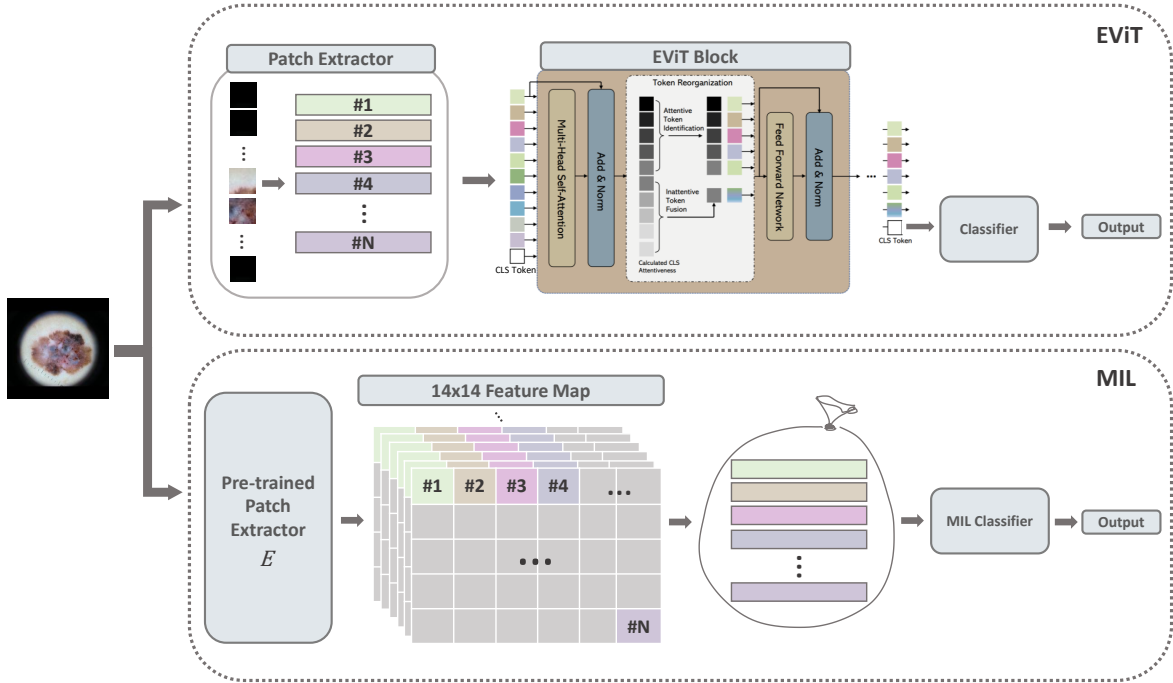 EViT
Patch Extractor
#1
#2
#3
#4
#N
EViT Block
Multi-Head Self-Attention
Add & Norm
Token Reorganization
Attentive
Token
Identification
Inattentive
Token
Fusion
Calculated CLS
Attentiveness
Feed Forward Network
Add & Norm
CLS Token
CLS Token
Classifier
Output
MIL
Pre-trained
Patch
Extractor
E
14x14 Feature Map
#1
#2
#3
#4
#N
MIL Classifier
Output